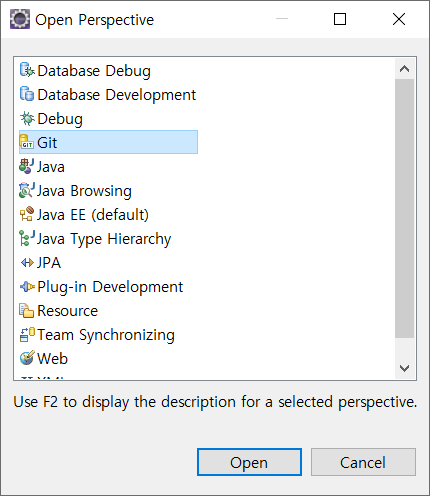 Open Perspective
Database Debug
Database Development
Debug
GIT Git
Java
Java Browsing
Java EE (default)
Java Type Hierarchy
JPA
Plug-in Development
Resource
Team Synchronizing
Web
Use F2 to display the description for a selected perspective.
Open Cancel